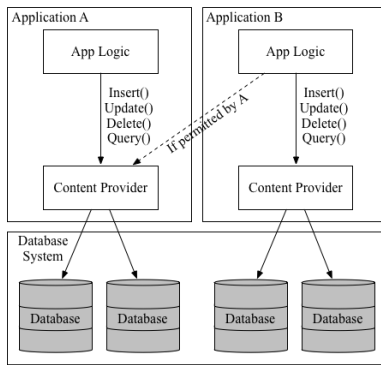 Application A
App Logic
Insert()
Update()
Delete()
Query()
Content Provider
If permitted by A
Application B
App Logic
Insert()
Update()
Delete()
Query()
Content Provider
Database
System
Database
Database
Database
Database